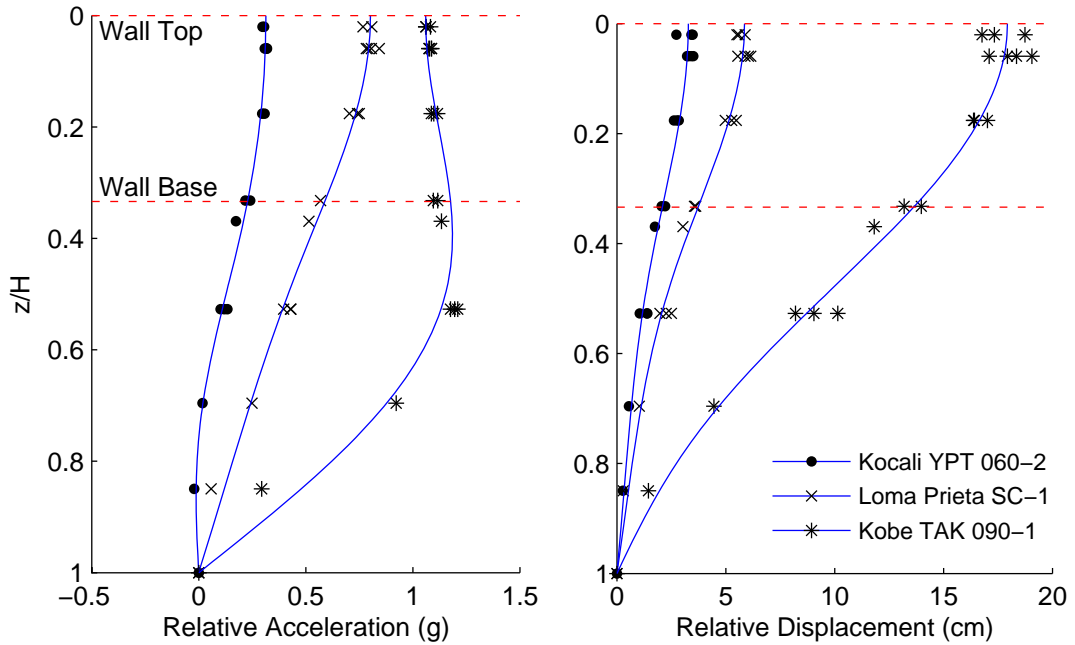 0
Wall Top
0.2
Wall Base
0.4
z/H
0.6
0.8
1
−0.5 0 0.5 1 1.5
Relative Acceleration (g)
0
0.2
0.4
0.6
0.8
1
Kocali YPT 060−2
Loma Prieta SC−1
Kobe TAK 090−1
0 5 10 15 20
Relative Displacement (cm)